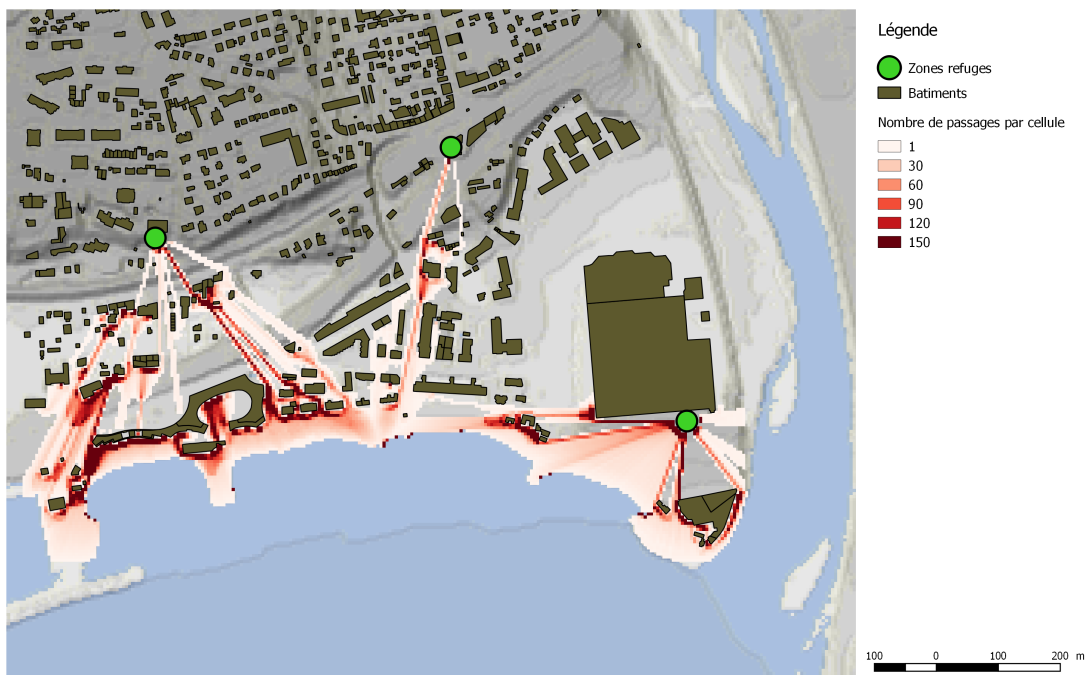 Légende
Zones refuges
Batiments
Nombre de passages par cellule
1
30
60
90
120
150
100 0 100 200 m